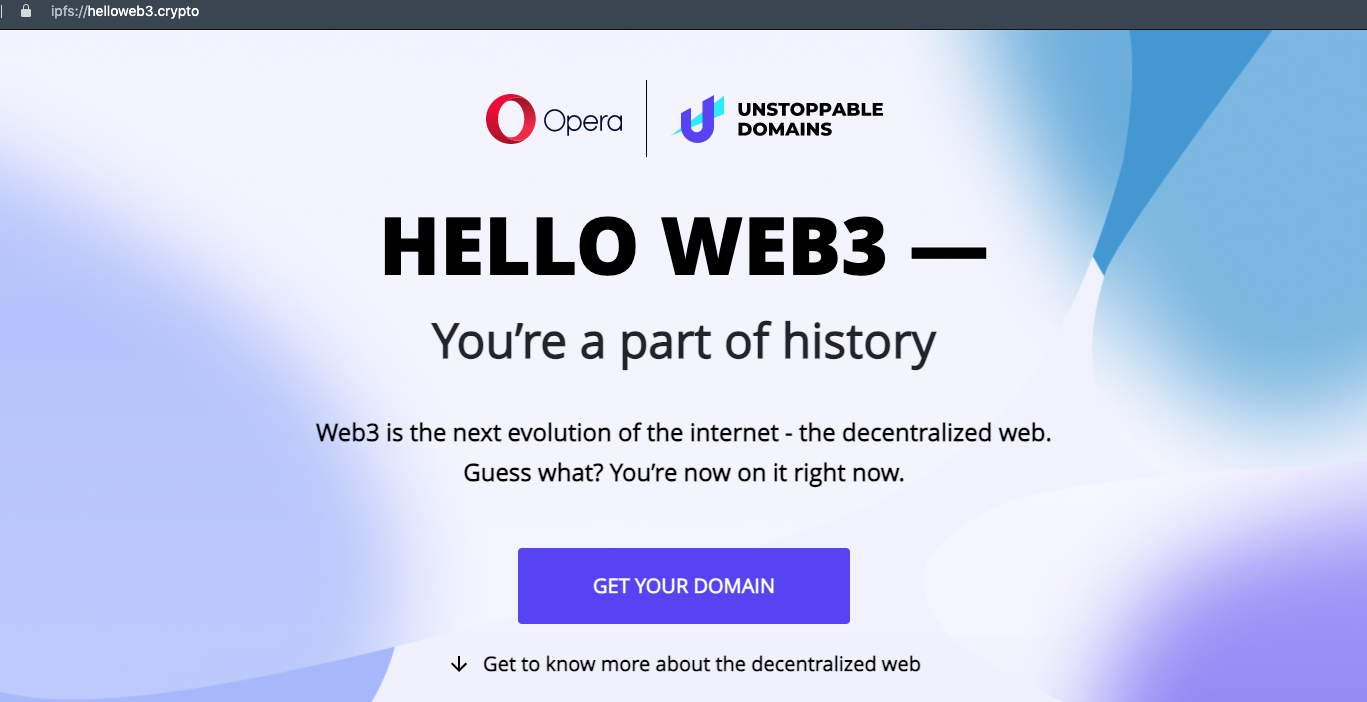 ipfs://helloweb3.crypto
Opera
UNSTOPPABLE
DOMAINS
HELLO WEB3 —
You’re a part of history
Web3 is the next evolution of the internet - the decentralized web.
Guess what? You’re now on it right now.
GET YOUR DOMAIN
↓ Get to know more about the decentralized web